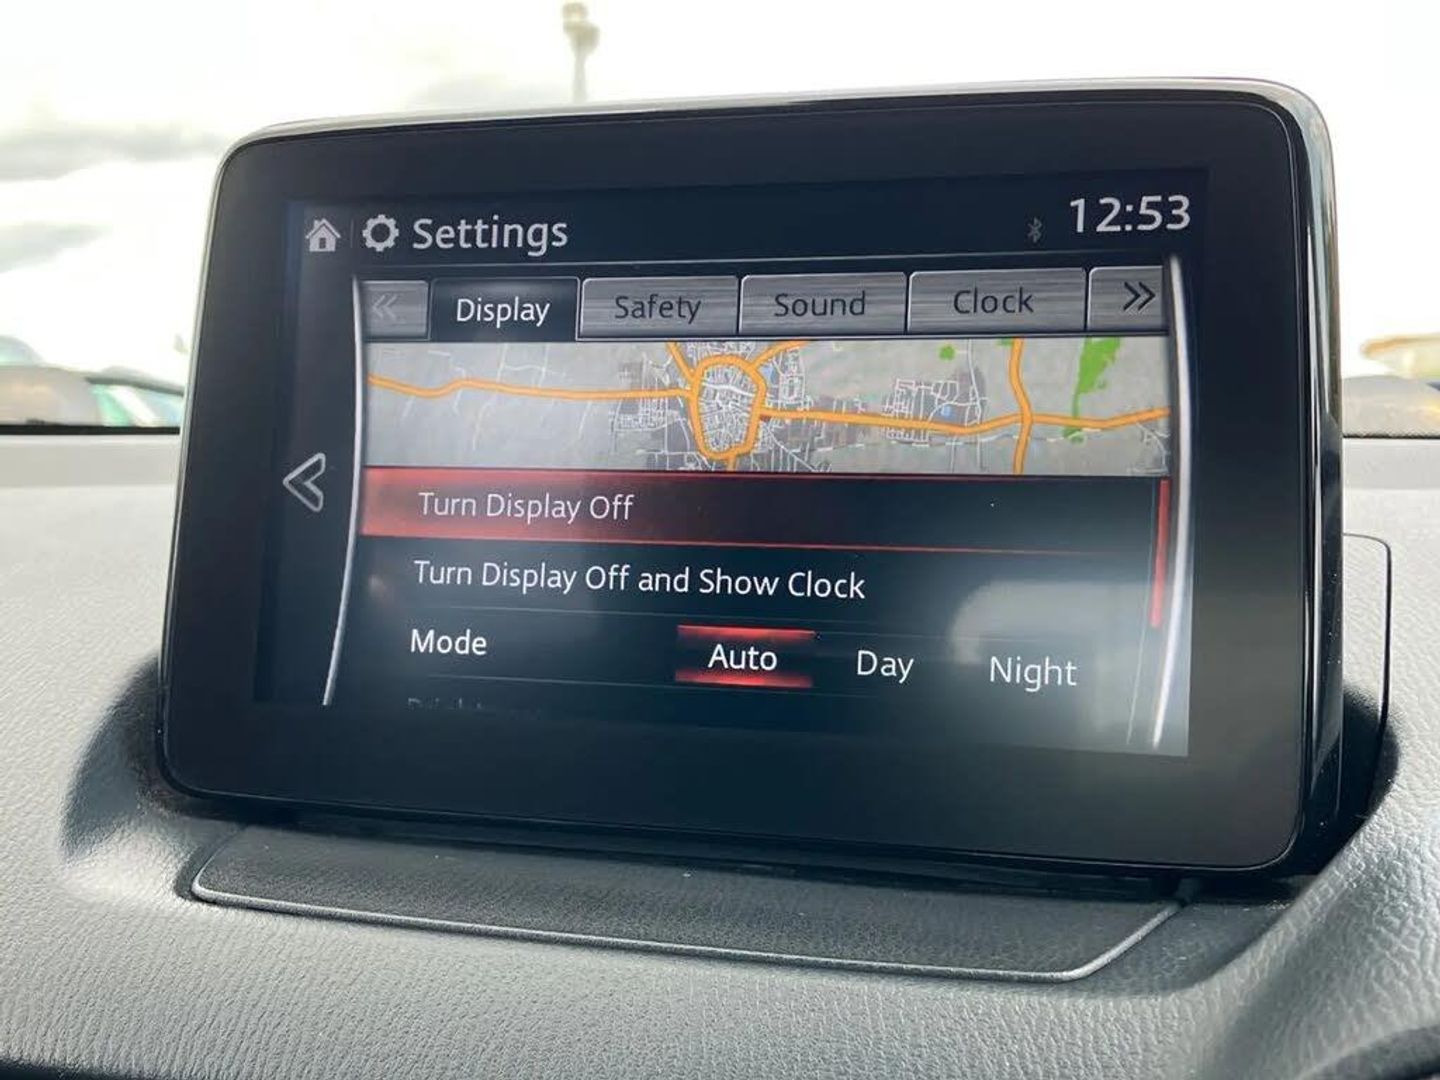 Settings 12:53
Display Safety Sound Clock
Turn Display Off
Turn Display Off and Show Clock
Mode Auto Day Night